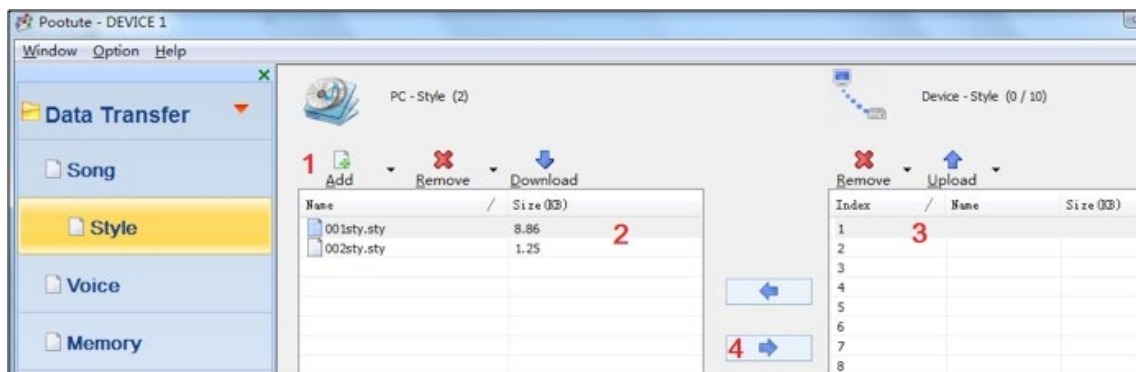 Pootute - DEVICE 1
Window Option Help
Data Transfer
Song
Style
Voice
Memory
PC - Style (2)
1 Add Remove Download
Name / Size(KB)
001sty.sty 8.86 2
002sty.sty 1.25
4
Device - Style (0 / 10)
Remove Upload
Index / Name Size(KB)
1 3
2
3
4
5
6
7
8